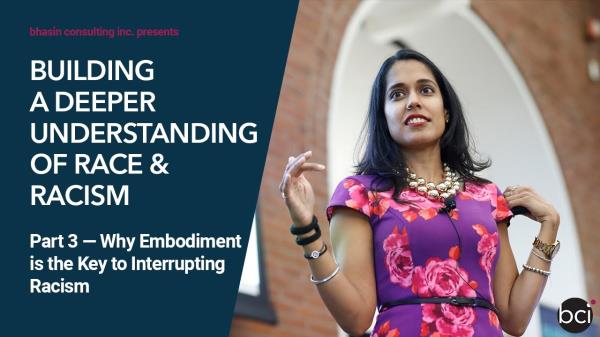 bhasin consulting inc. presents
BUILDING
A DEEPER
UNDERSTANDING
OF RACE &
RACISM
Part 3 — Why Embodiment
is the Key to Interrupting
Racism
bci